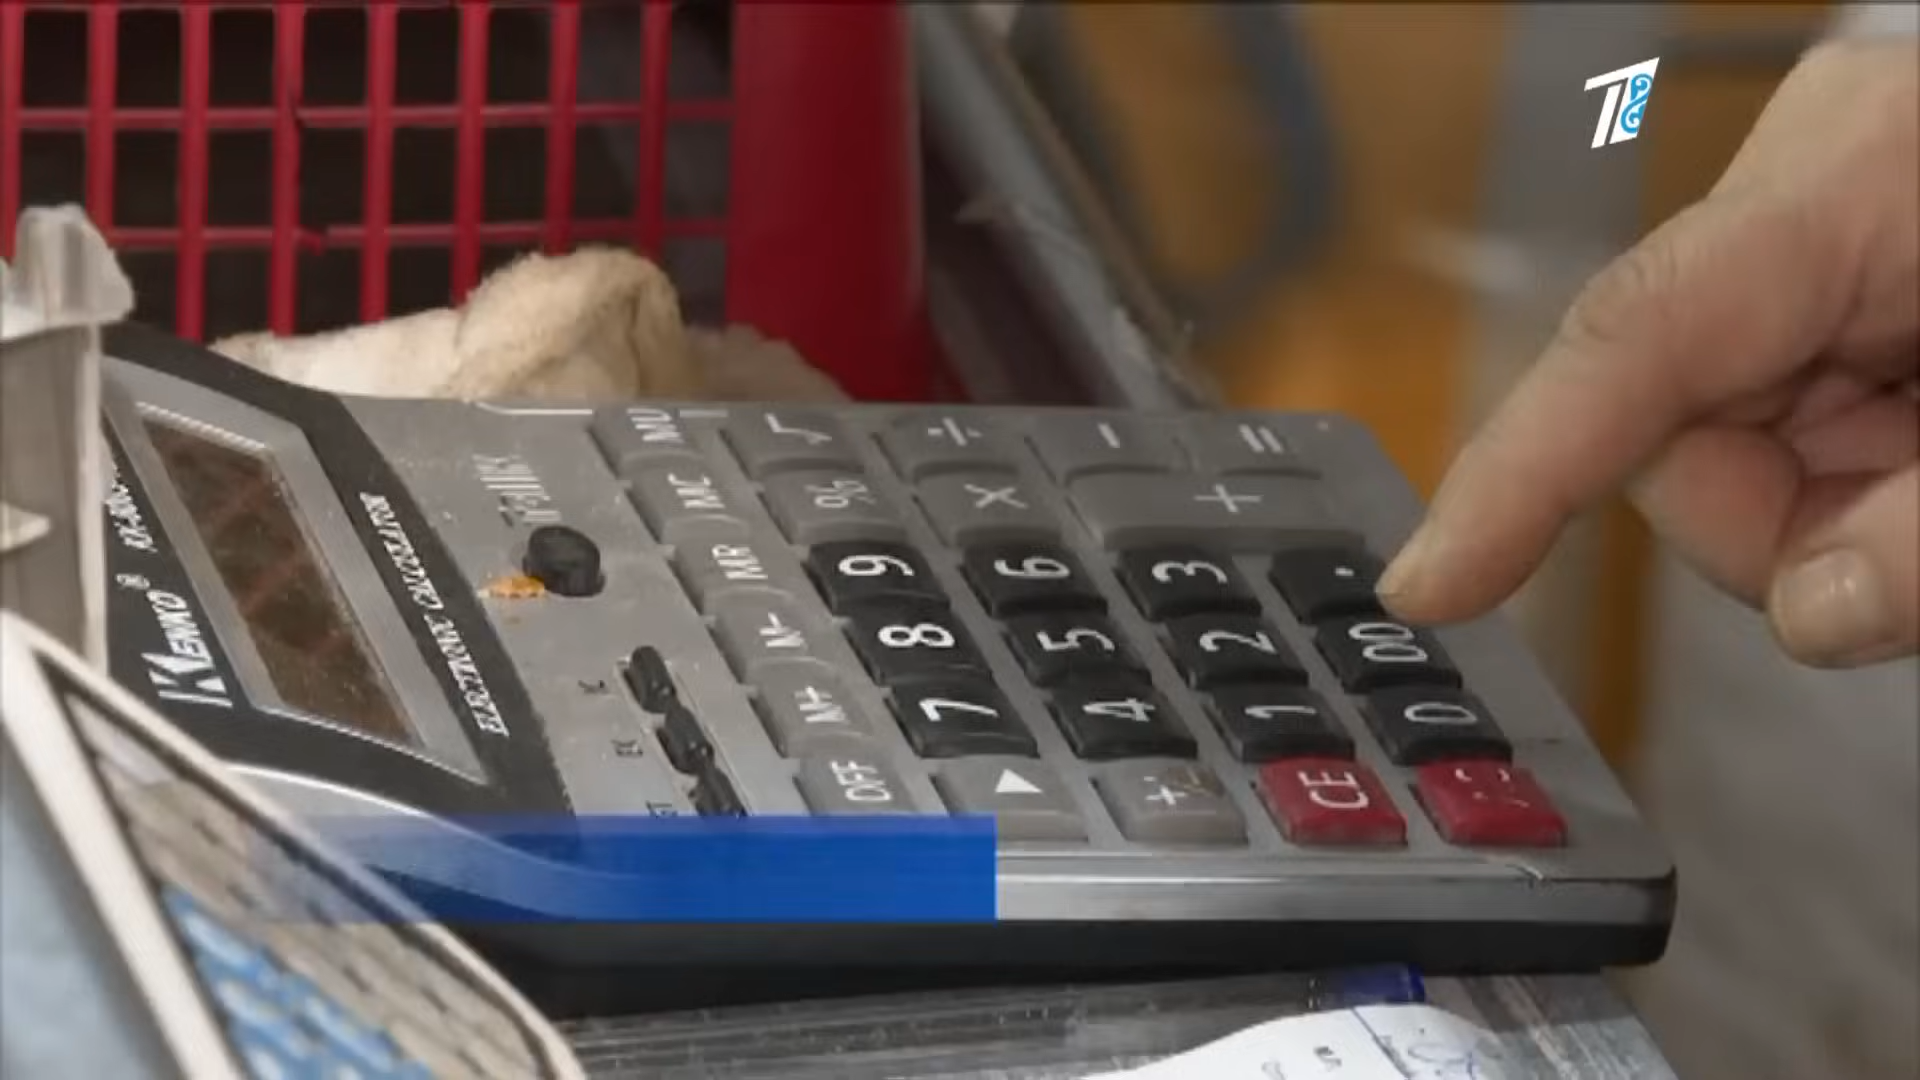 KENKO
ELECTRONIC CALCULATOR
MU √ ÷ − =
MC % × +
MR 9 6 3 .
M- 8 5 2 00
M+ 7 4 1 0
OFF ▶ +/- CE